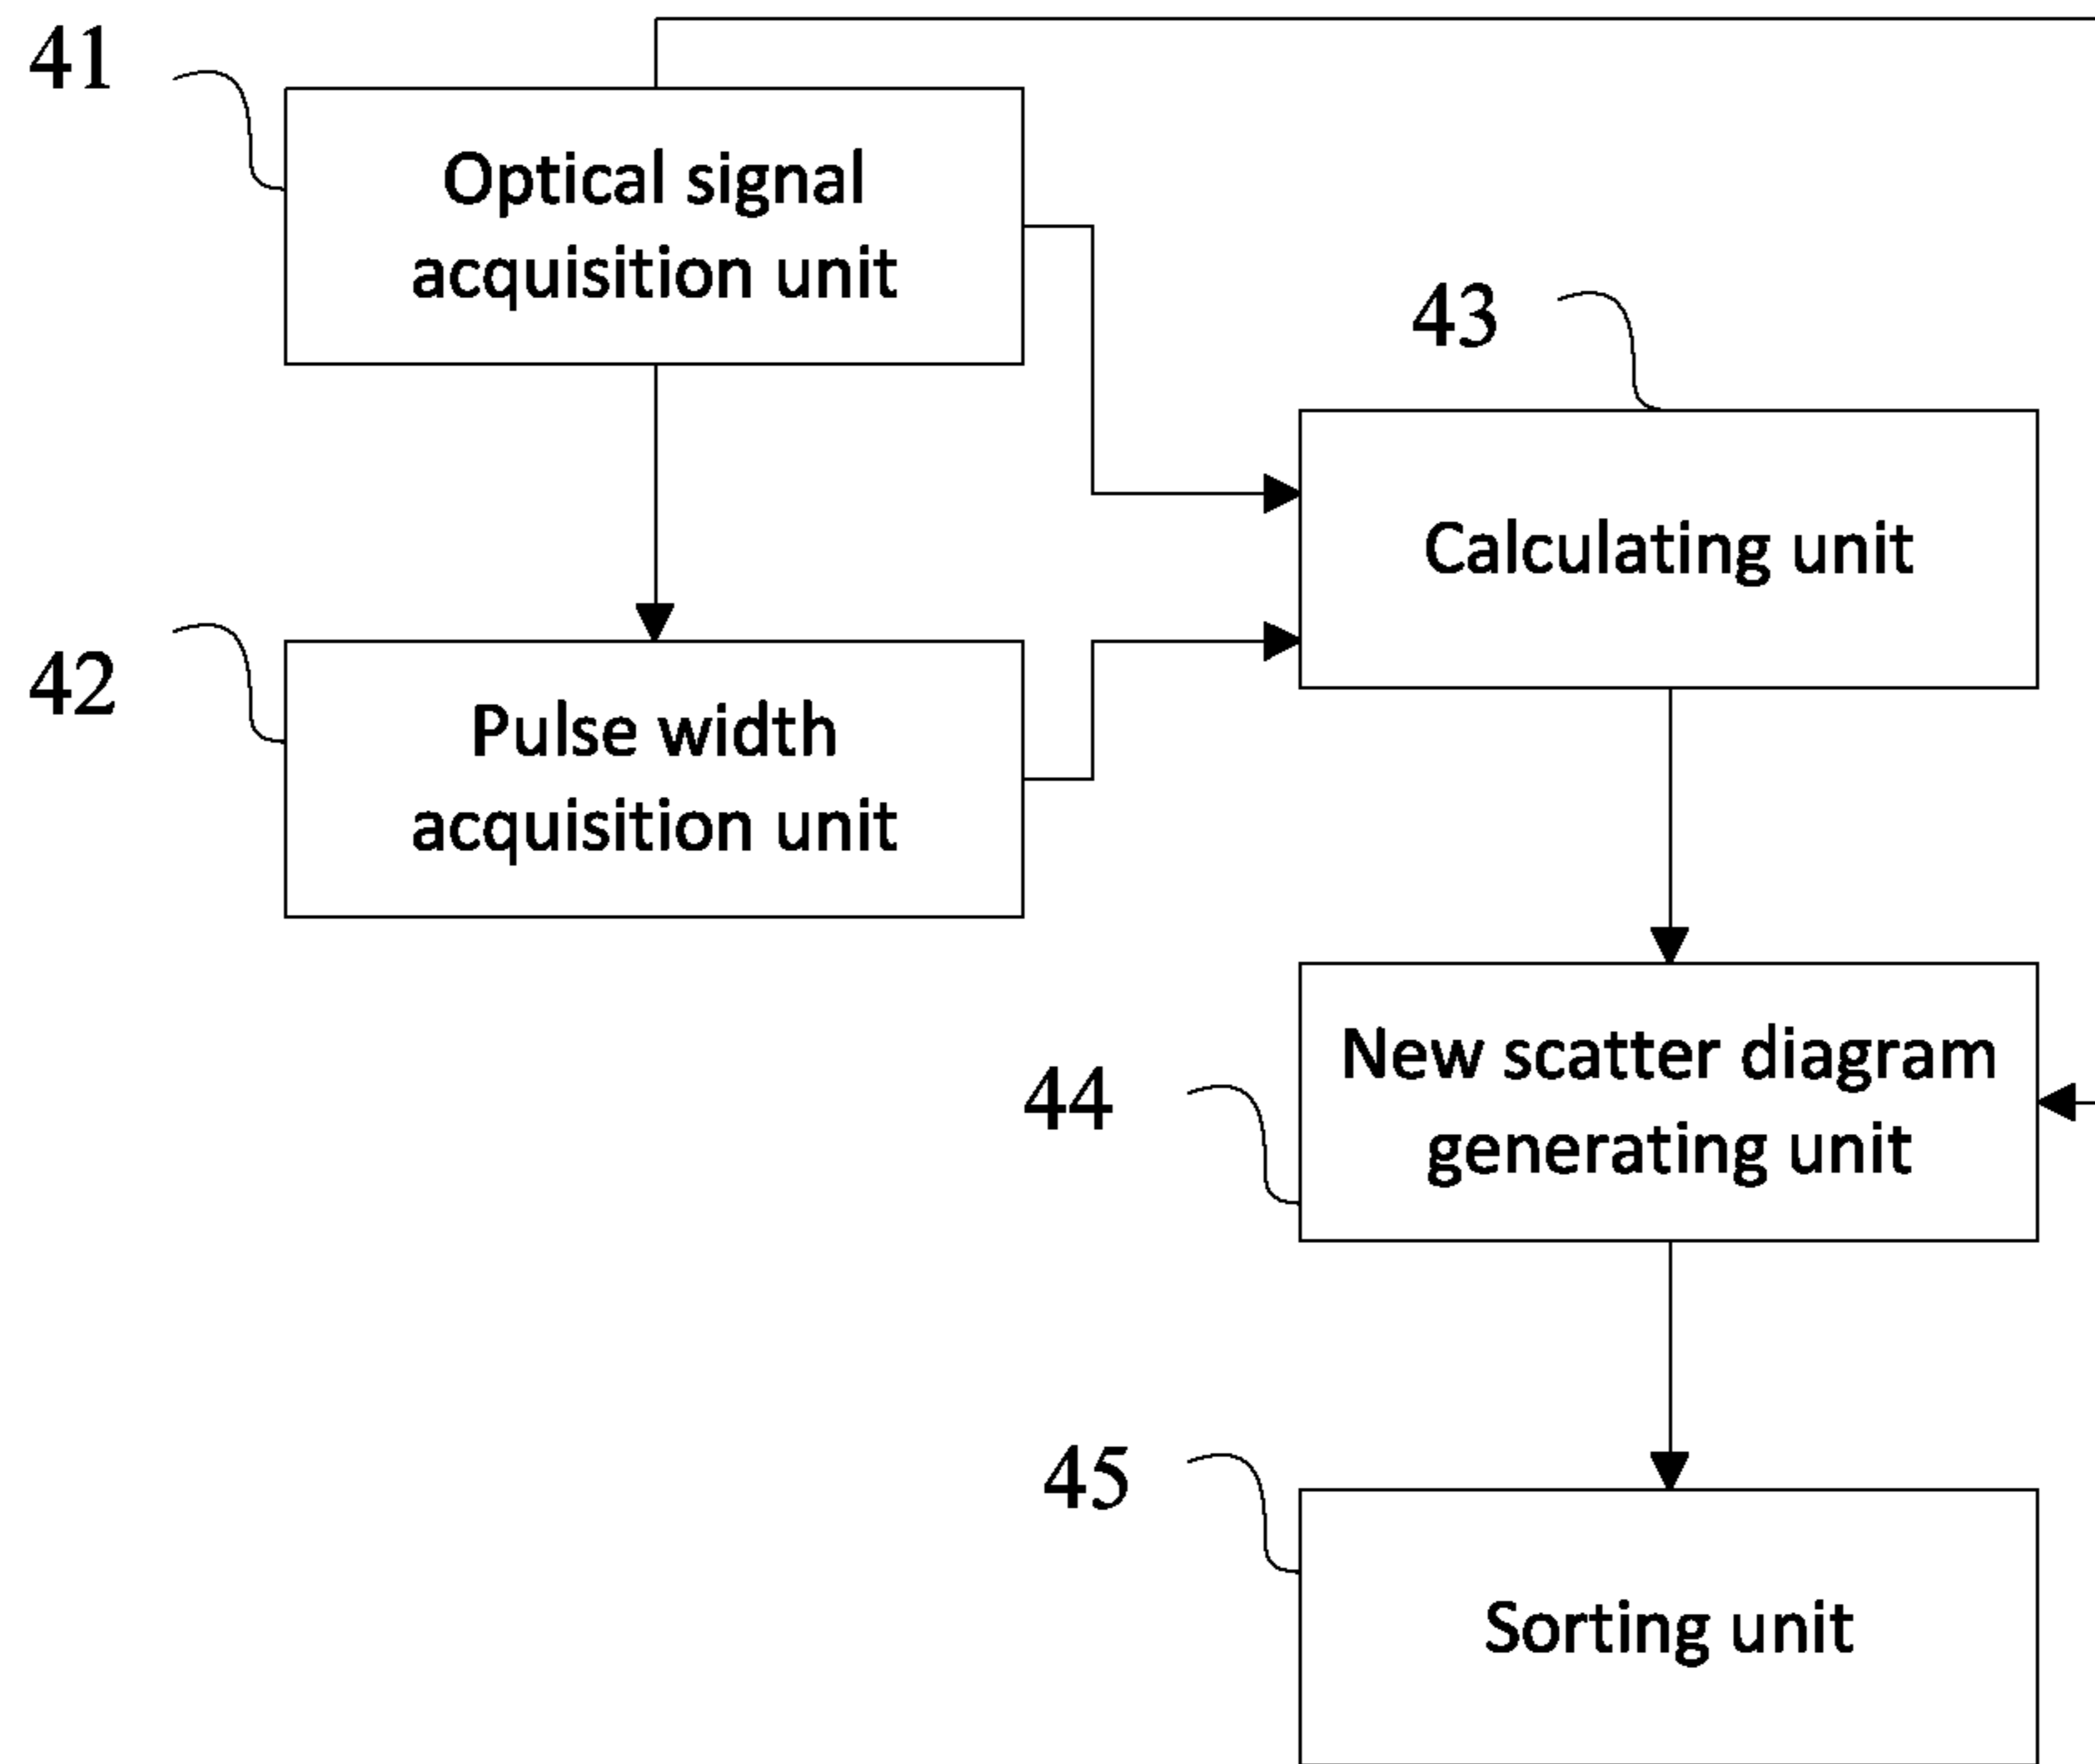 41
Optical signal
acquisition unit
43
Calculating unit
42
Pulse width
acquisition unit
44
New scatter diagram
generating unit
45
Sorting unit